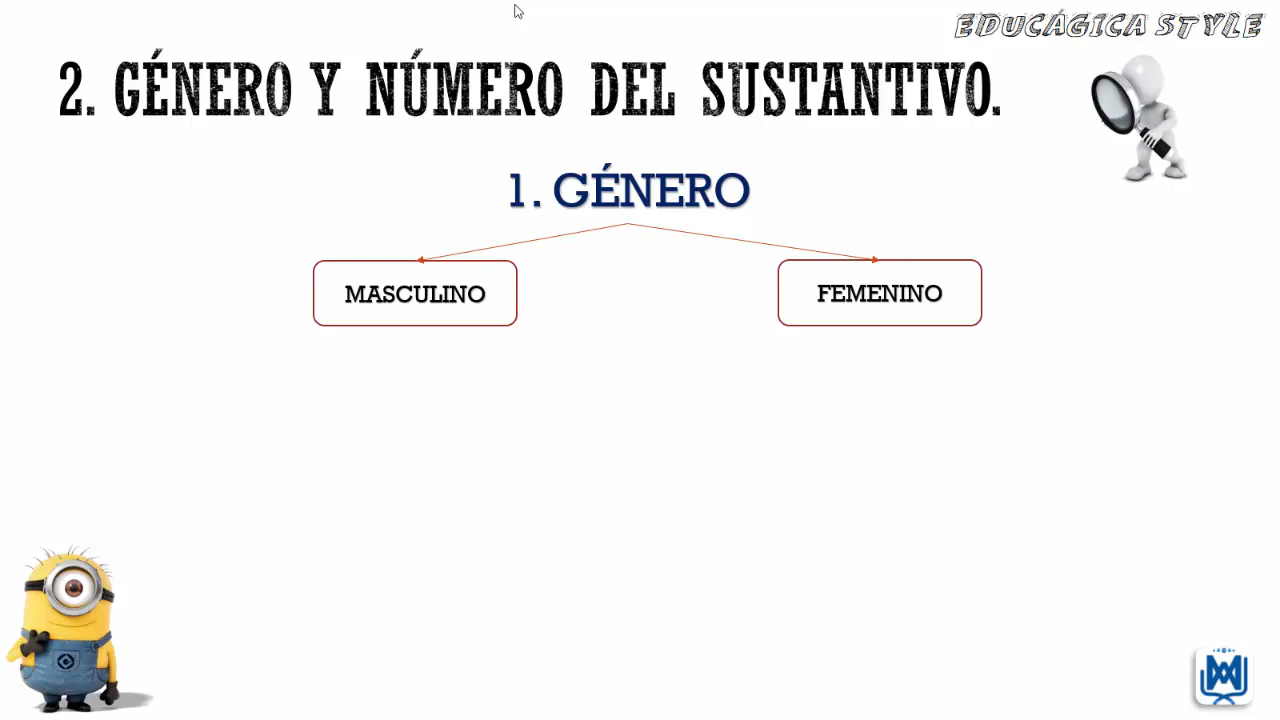 EDUCÁGICA STYLE
2. GÉNERO Y NÚMERO DEL SUSTANTIVO.
1. GÉNERO
MASCULINO
FEMENINO